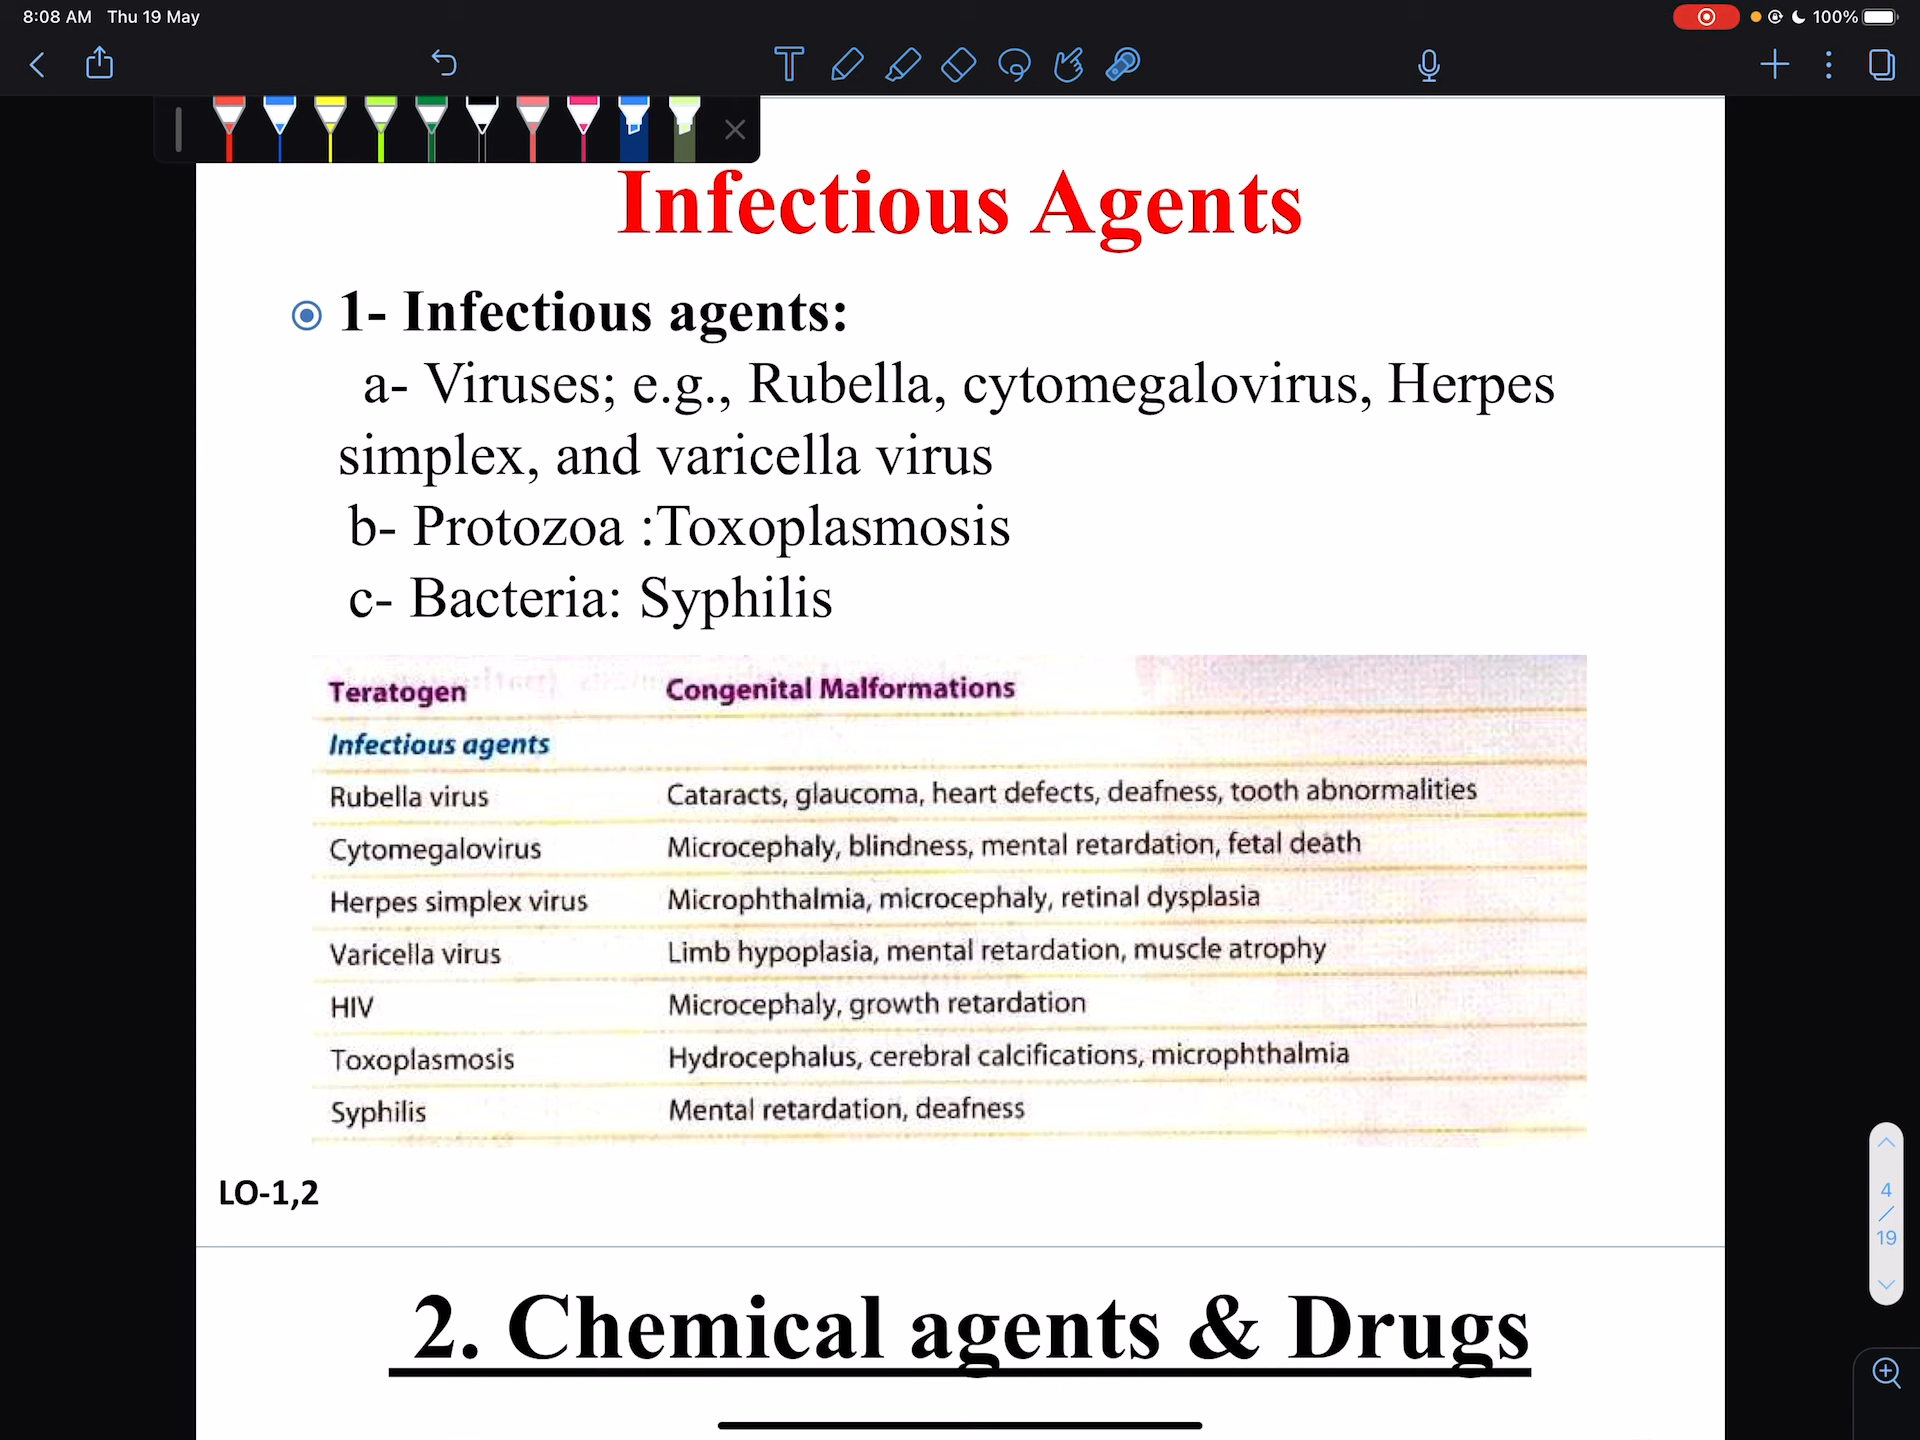 8:08 AM Thu 19 May
100%
Infectious Agents
1- Infectious agents:
a- Viruses; e.g., Rubella, cytomegalovirus, Herpes
simplex, and varicella virus
b- Protozoa :Toxoplasmosis
c- Bacteria: Syphilis
Teratogen Congenital Malformations
Infectious agents
Rubella virus Cataracts, glaucoma, heart defects, deafness, tooth abnormalities
Cytomegalovirus Microcephaly, blindness, mental retardation, fetal death
Herpes simplex virus Microphthalmia, microcephaly, retinal dysplasia
Varicella virus Limb hypoplasia, mental retardation, muscle atrophy
HIV Microcephaly, growth retardation
Toxoplasmosis Hydrocephalus, cerebral calcifications, microphthalmia
Syphilis Mental retardation, deafness
LO-1,2
4
/
19
2. Chemical agents & Drugs